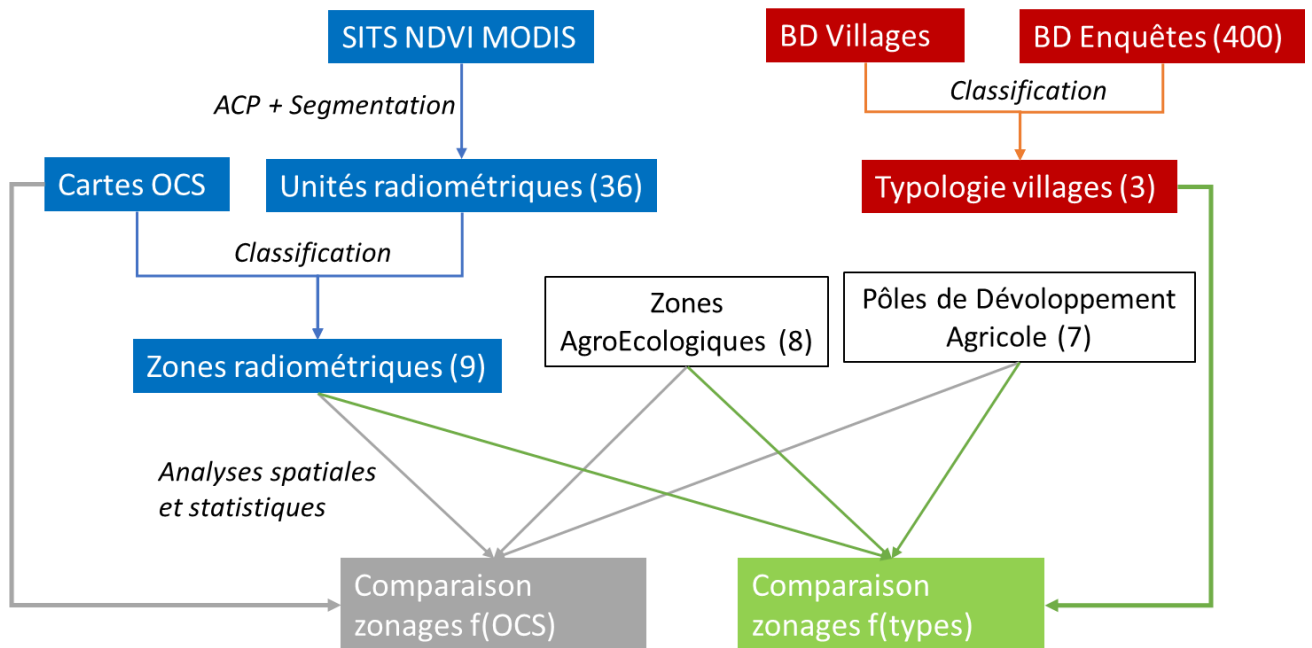 SITS NDVI MODIS
BD Villages
BD Enquêtes (400)
ACP + Segmentation
Classification
Cartes OCS
Unités radiométriques (36)
Typologie villages (3)
Classification
Zones
AgroEcologiques (8)
Pôles de Dévoloppement
Agricole (7)
Zones radiométriques (9)
Analyses spatiales
et statistiques
Comparaison
zonages f(OCS)
Comparaison
zonages f(types)